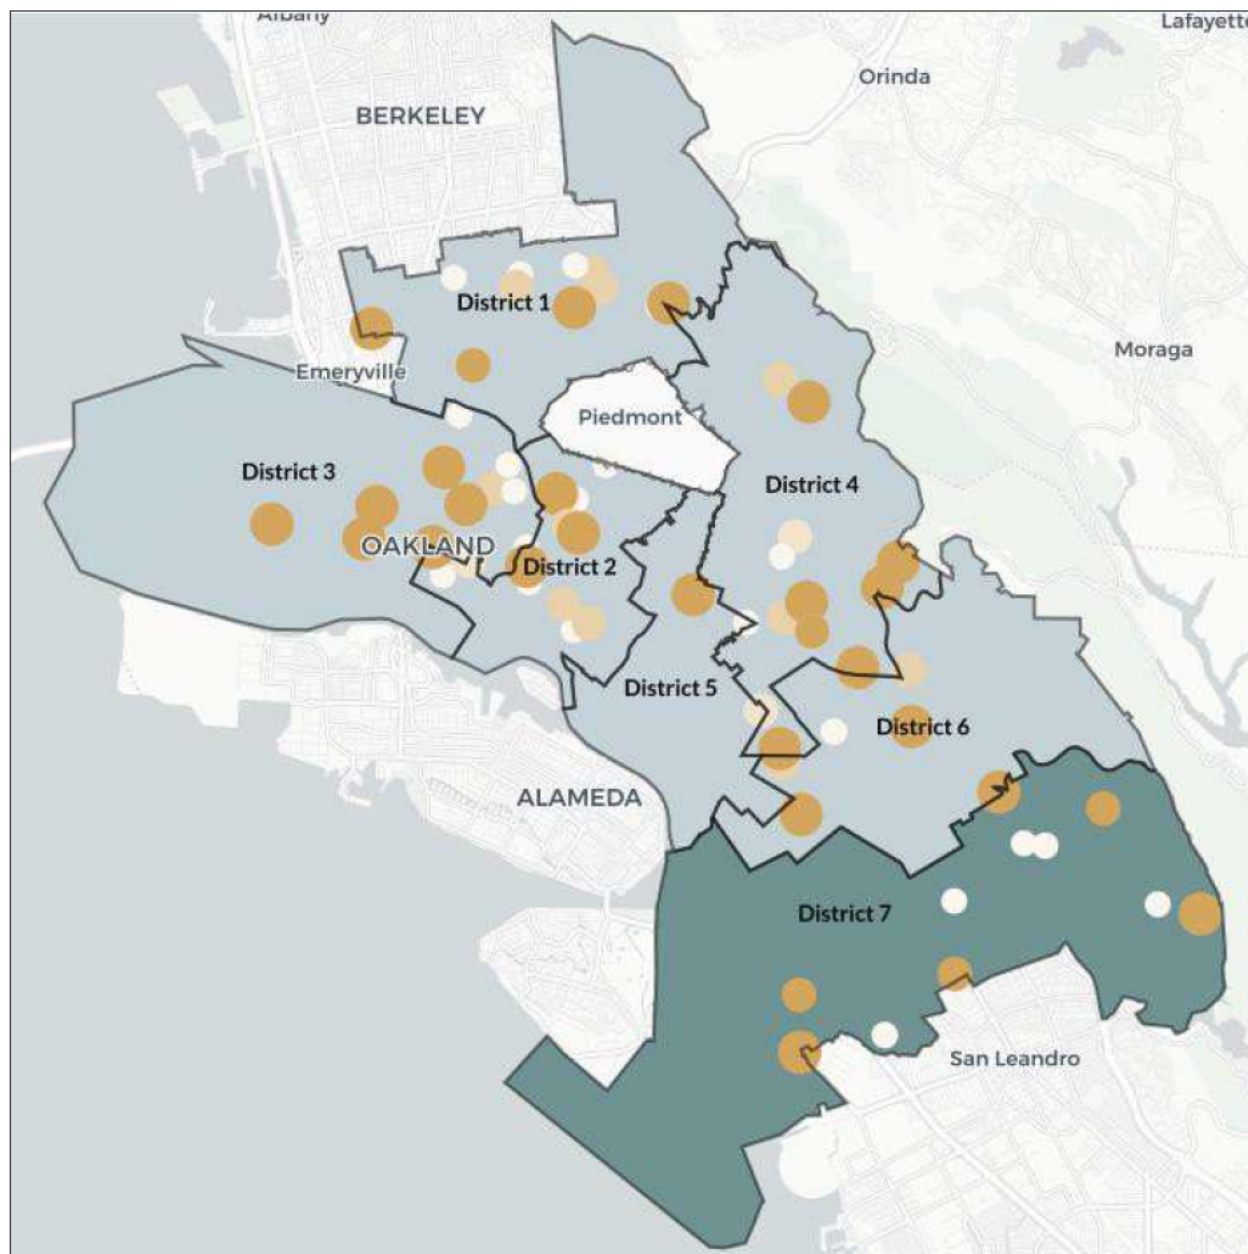 Albany
Lafayette
Orinda
BERKELEY
District 1
Moraga
Emeryville
Piedmont
District 3
District 4
OAKLAND
District 2
District 5
District 6
ALAMEDA
District 7
San Leandro